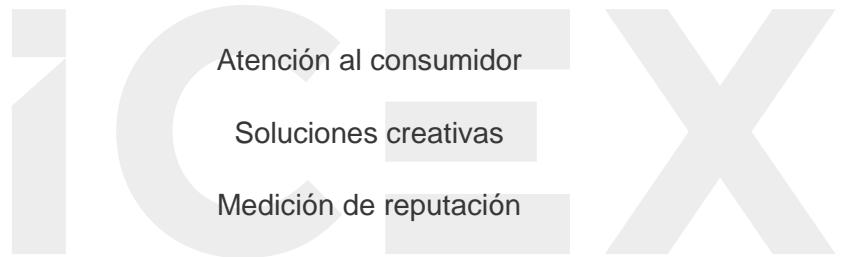 iCEX
Atención al consumidor
Soluciones creativas
Medición de reputación